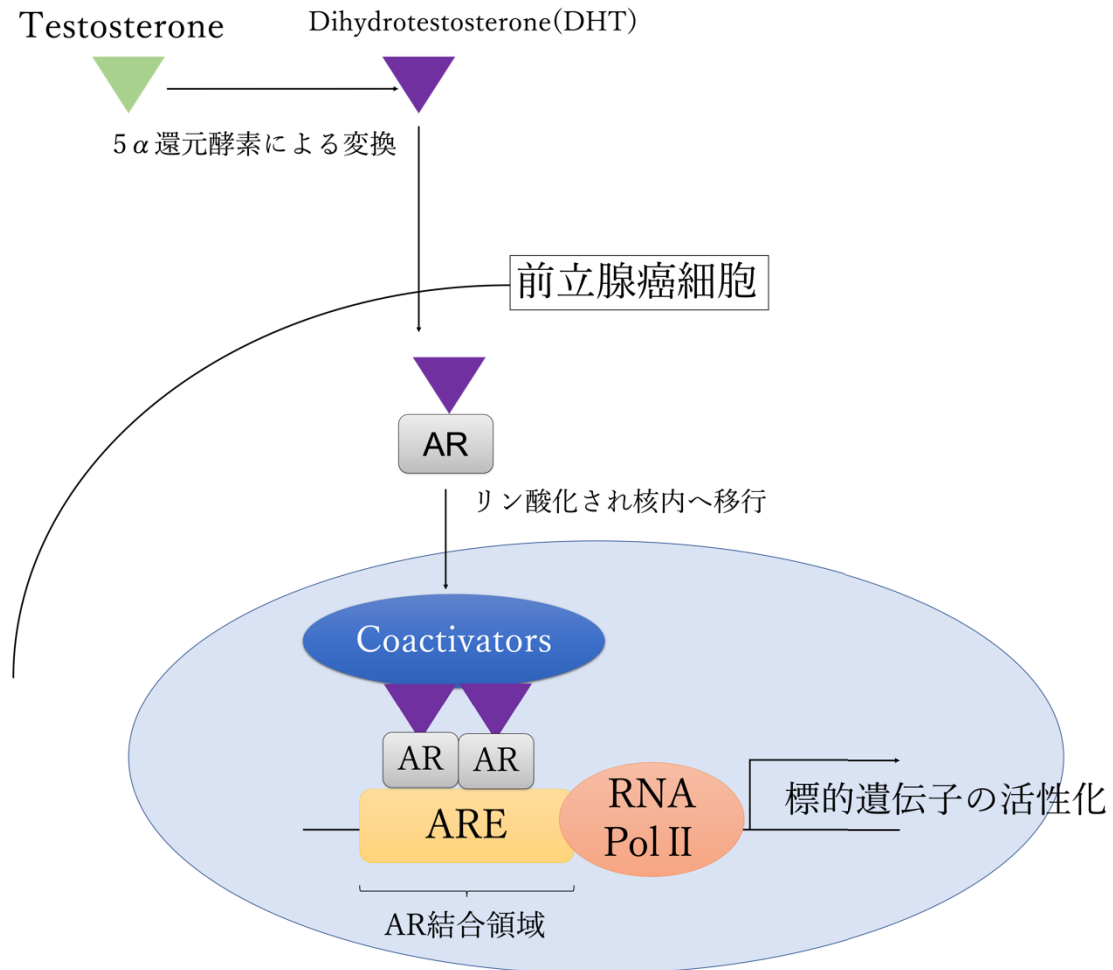 Testosterone
Dihydrotestosterone(DHT)
5α還元酵素による変換
前立腺癌細胞
AR
リン酸化され核内へ移行
Coactivators
AR
AR
ARE
RNA
Pol II
標的遺伝子の活性化
AR結合領域